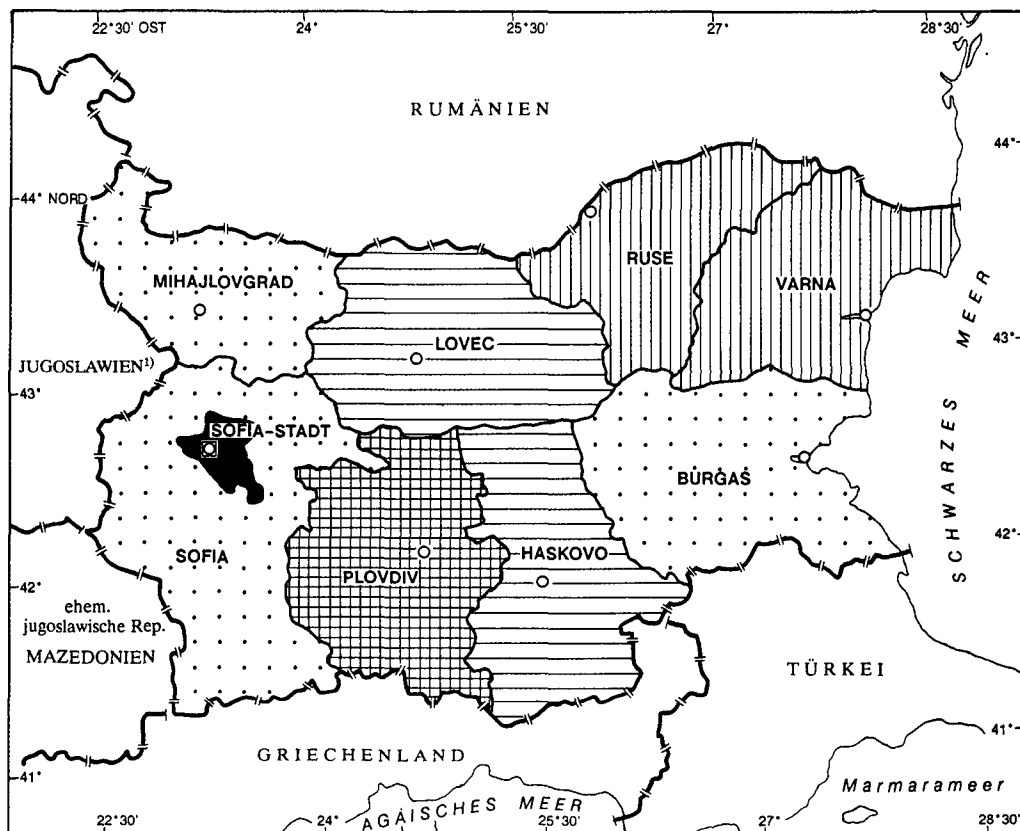 22°30' OST
24°
25°30'
27°
28°30'
RUMÄNIEN
44°
44° NORD
RUSE
MIHAJLOVGRAD
VARNA
LOVEC
43°
JUGOSLAWIEN¹⁾
43°
SOFIA-STADT
SCHWARZES MEER
BURGAS
42°
SOFIA
HASKOVO
PLOVDIV
42°
ehem.
jugoslawische Rep.
MAZEDONIEN
TÜRKEI
41°
GRIECHENLAND
41°
Marmarameer
AGÄISCHES MEER
22°30'
24°
25°30'
27°
28°30'